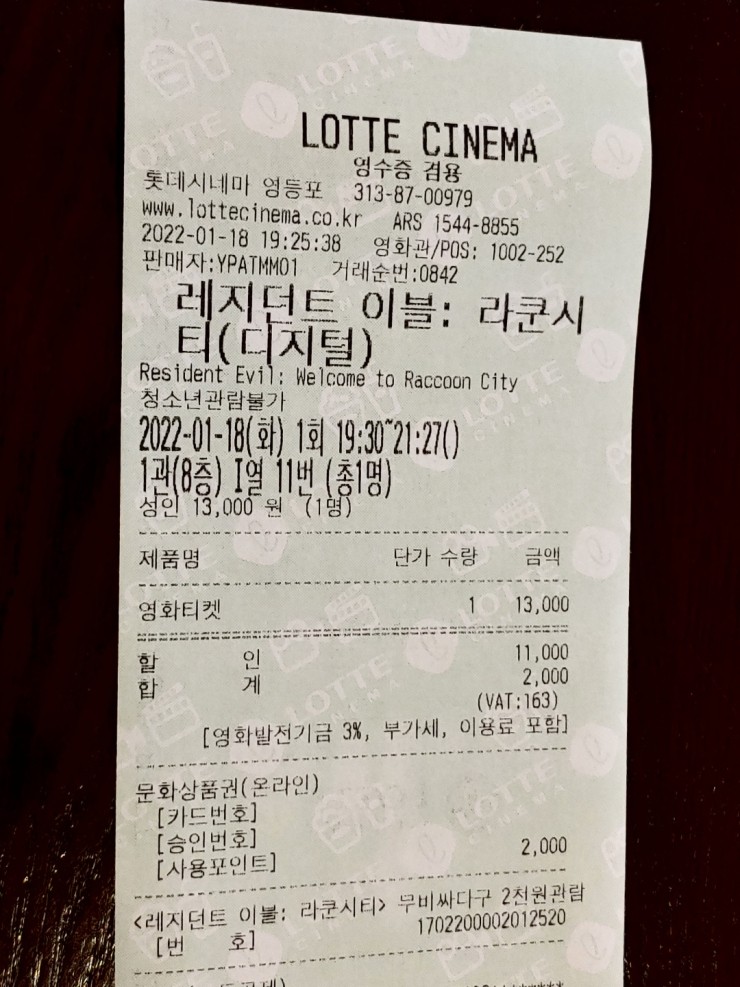 LOTTE CINEMA
영수증 겸용
롯데시네마 영등포 313-87-00979
www.lottecinema.co.kr ARS 1544-8855
2022-01-18 19:25:38 영화관/POS: 1002-252
판매자:YPATMM01 거래순번:0842
레지던트 이블: 라쿤시
티(디지털)
Resident Evil: Welcome to Raccoon City
청소년관람불가
2022-01-18(화) 1회 19:30~21:27()
1관(8층) I열 11번 (총1명)
성인 13,000 원 (1명)
제품명 단가 수량 금액
영화티켓 1 13,000
할 인 11,000
합 계 2,000
(VAT:163)
[영화발전기금 3%, 부가세, 이용료 포함]
문화상품권(온라인)
[카드번호]
[승인번호]
[사용포인트] 2,000
<레지던트 이블: 라쿤시티> 무비싸다구 2천원관람
[번 호] 1702200002012520